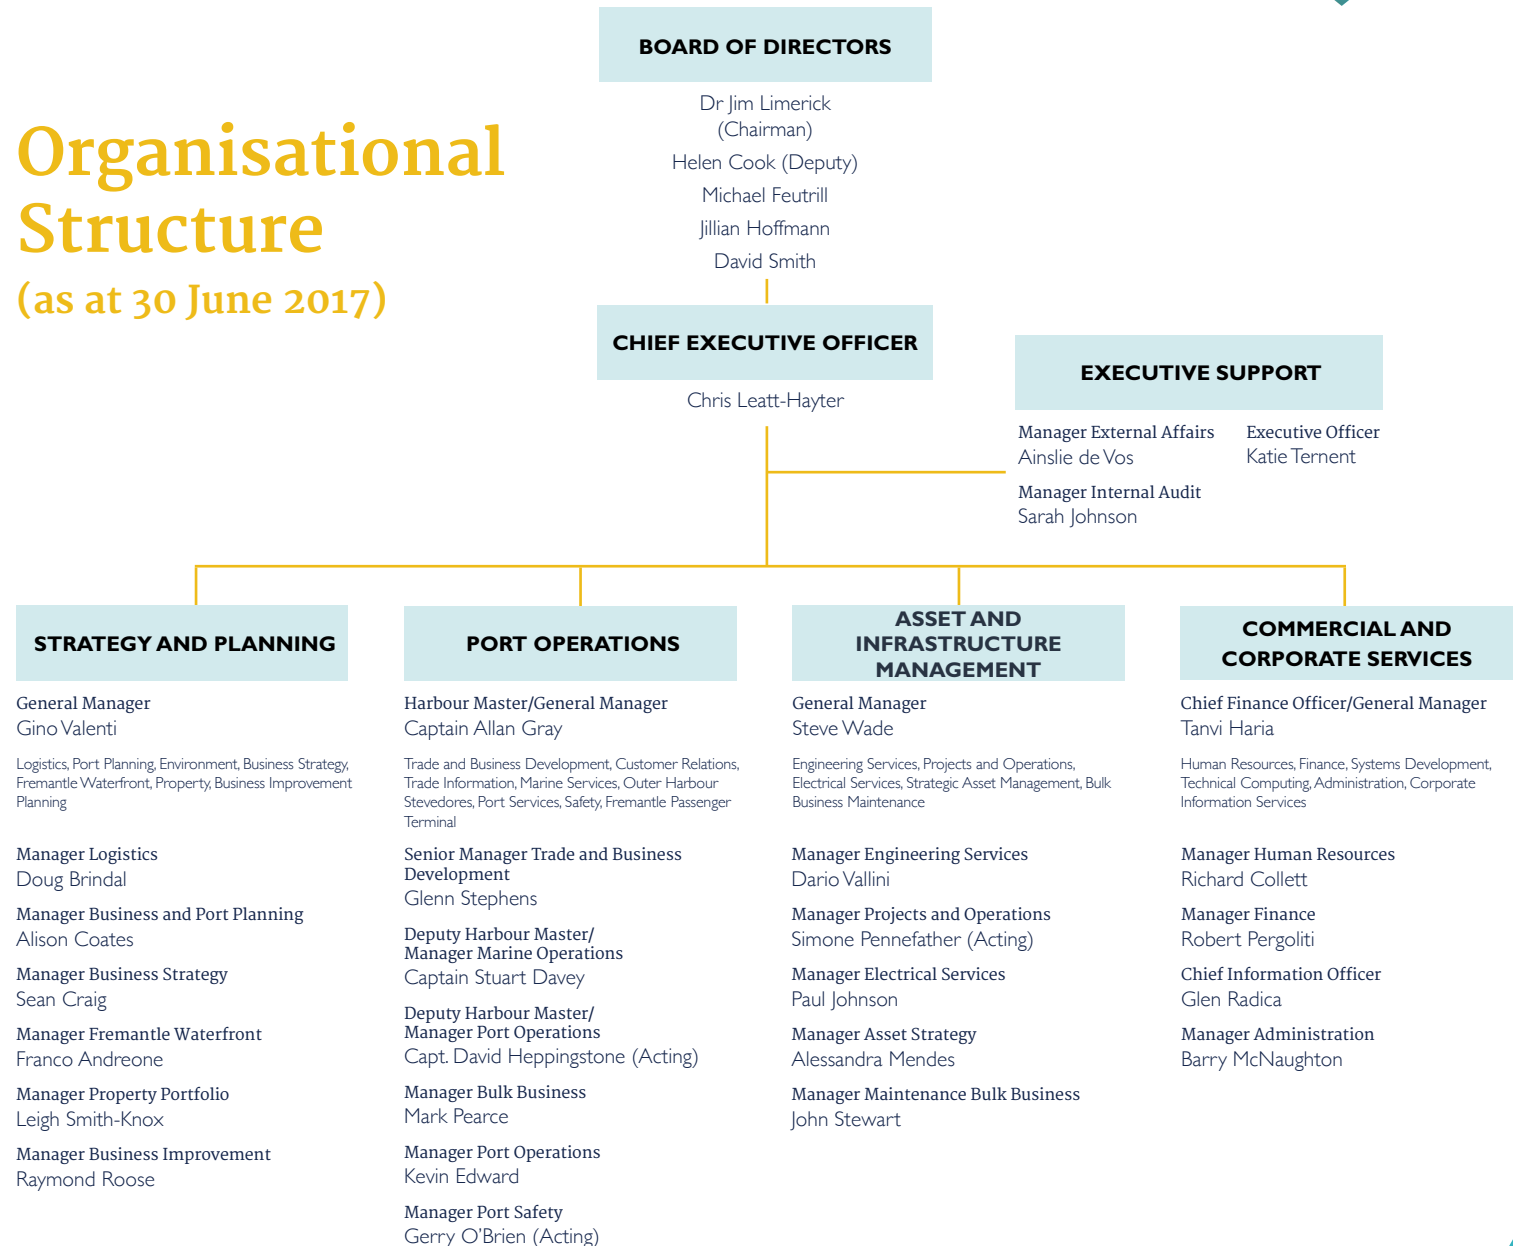 BOARD OF DIRECTORS
Dr Jim Limerick
(Chairman)
Helen Cook (Deputy)
Michael Feutrill
Jillian Hoffmann
David Smith
Organisational
Structure
(as at 30 June 2017)
CHIEF EXECUTIVE OFFICER
Chris Leatt-Hayter
EXECUTIVE SUPPORT
Manager External Affairs
Ainslie de Vos
Manager Internal Audit
Sarah Johnson
Executive Officer
Katie Ternent
STRATEGY AND PLANNING
General Manager
Gino Valenti
Logistics, Port Planning, Environment, Business Strategy,
Fremantle Waterfront, Property, Business Improvement
Planning
Manager Logistics
Doug Brindal
Manager Business and Port Planning
Alison Coates
Manager Business Strategy
Sean Craig
Manager Fremantle Waterfront
Franco Andreone
Manager Property Portfolio
Leigh Smith-Knox
Manager Business Improvement
Raymond Roose
PORT OPERATIONS
Harbour Master/General Manager
Captain Allan Gray
Trade and Business Development, Customer Relations,
Trade Information, Marine Services, Outer Harbour
Stevedores, Port Services, Safety, Fremantle Passenger
Terminal
Senior Manager Trade and Business
Development
Glenn Stephens
Deputy Harbour Master/
Manager Marine Operations
Captain Stuart Davey
Deputy Harbour Master/
Manager Port Operations
Capt. David Heppingstone (Acting)
Manager Bulk Business
Mark Pearce
Manager Port Operations
Kevin Edward
Manager Port Safety
Gerry O'Brien (Acting)
ASSET AND
INFRASTRUCTURE
MANAGEMENT
General Manager
Steve Wade
Engineering Services, Projects and Operations,
Electrical Services, Strategic Asset Management, Bulk
Business Maintenance
Manager Engineering Services
Dario Vallini
Manager Projects and Operations
Simone Pennefather (Acting)
Manager Electrical Services
Paul Johnson
Manager Asset Strategy
Alessandra Mendes
Manager Maintenance Bulk Business
John Stewart
COMMERCIAL AND
CORPORATE SERVICES
Chief Finance Officer/General Manager
Tanvi Haria
Human Resources, Finance, Systems Development,
Technical Computing, Administration, Corporate
Information Services
Manager Human Resources
Richard Collett
Manager Finance
Robert Pergoliti
Chief Information Officer
Glen Radica
Manager Administration
Barry McNaughton